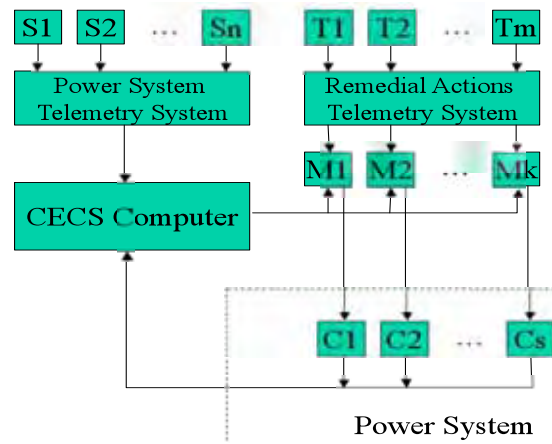 S1 S2 ... Sn T1 T2 ... Tm
Power System
Telemetry System
Remedial Actions
Telemetry System
M1 M2 ... Mk
CECS Computer
C1 C2 ... Cs
Power System